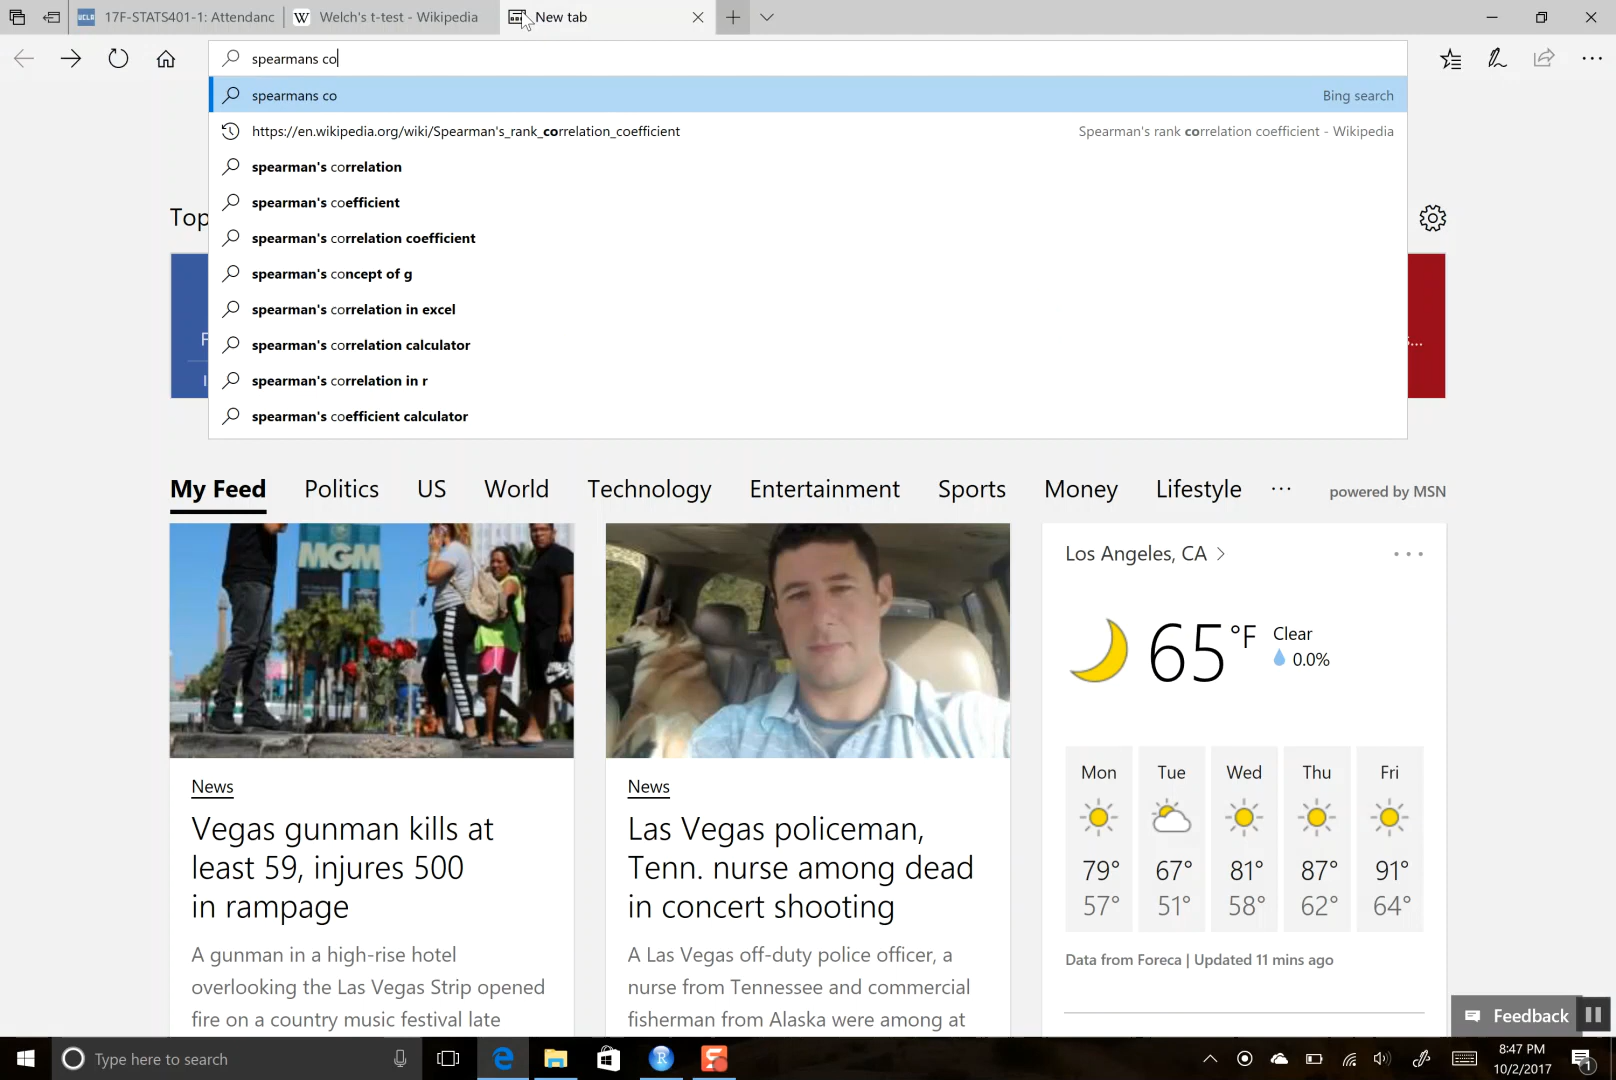 17F-STATS401-1: Attendanc
Welch's t-test - Wikipedia
New tab
spearmans co
spearmans co
Bing search
https://en.wikipedia.org/wiki/Spearman's_rank_correlation_coefficient
Spearman's rank correlation coefficient - Wikipedia
spearman's correlation
spearman's coefficient
spearman's correlation coefficient
spearman's concept of g
spearman's correlation in excel
spearman's correlation calculator
spearman's correlation in r
spearman's coefficient calculator
Top
My Feed
Politics
US
World
Technology
Entertainment
Sports
Money
Lifestyle
powered by MSN
MGM
News
Vegas gunman kills at
least 59, injures 500
in rampage
A gunman in a high-rise hotel
overlooking the Las Vegas Strip opened
fire on a country music festival late
News
Las Vegas policeman,
Tenn. nurse among dead
in concert shooting
A Las Vegas off-duty police officer, a
nurse from Tennessee and commercial
fisherman from Alaska were among at
Los Angeles, CA
65°F
Clear
0.0%
Mon Tue Wed Thu Fri
79° 67° 81° 87° 91°
57° 51° 58° 62° 64°
Data from Foreca | Updated 11 mins ago
Feedback
Type here to search
8:47 PM
10/2/2017